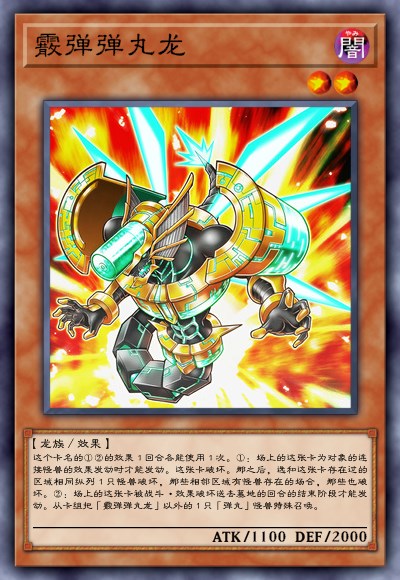 霰弹弹丸龙
やみ
闇
【龙族／效果】
这个卡名的①②的效果1回合各能使用1次。①：场上的这张卡为对象的连
接怪兽的效果发动时才能发动。这张卡破坏。那之后，选和这张卡存在过的
区域相同纵列1只怪兽破坏，那些相邻区域有怪兽存在的场合，那些也破
坏。②：场上的这张卡被战斗·效果破坏送去墓地的回合的结束阶段才能发
动。从卡组把「霰弹弹丸龙」以外的1只「弹丸」怪兽特殊召唤。
ATK/1100 DEF/2000